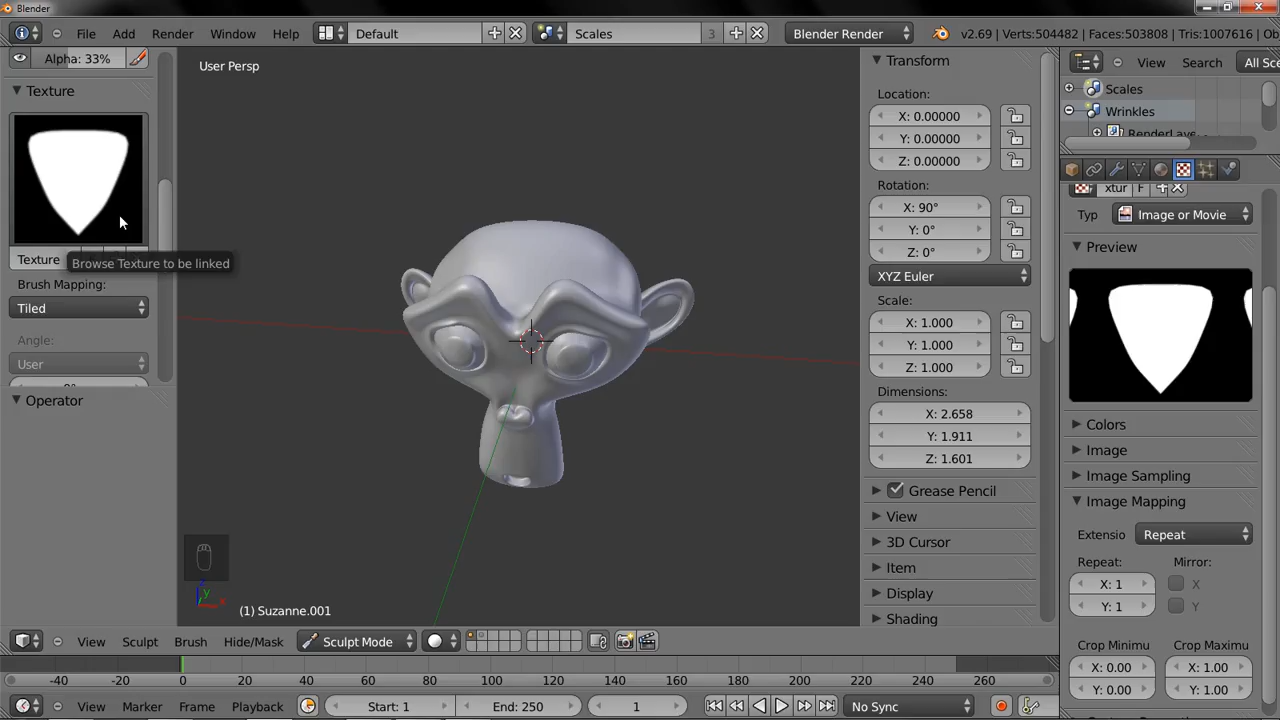 Blender
File Add Render Window Help Default Scales 3 Blender Render v2.69 | Verts:504482 | Faces:503808 | Tris:1007616 | Ob
Alpha: 33%
Texture
Texture
Browse Texture to be linked
Brush Mapping:
Tiled
Angle:
User
0°
Operator
User Persp
(1) Suzanne.001
Transform
Location:
X: 0.00000
Y: 0.00000
Z: 0.00000
Rotation:
X: 90°
Y: 0°
Z: 0°
XYZ Euler
Scale:
X: 1.000
Y: 1.000
Z: 1.000
Dimensions:
X: 2.658
Y: 1.911
Z: 1.601
Grease Pencil
View
3D Cursor
Item
Display
Shading
View Search All Sce
Scales
Wrinkles
RenderLaye
xtur F
Typ Image or Movie
Preview
Colors
Image
Image Sampling
Image Mapping
Extensio Repeat
Repeat: Mirror:
X: 1 X
Y: 1 Y
Crop Minimu Crop Maximu
X: 0.00 X: 1.00
Y: 0.00 Y: 1.00
View Sculpt Brush Hide/Mask Sculpt Mode
-40 -20 0 20 40 60 80 100 120 140 160 180 200 220 240 260
View Marker Frame Playback Start: 1 End: 250 1 No Sync